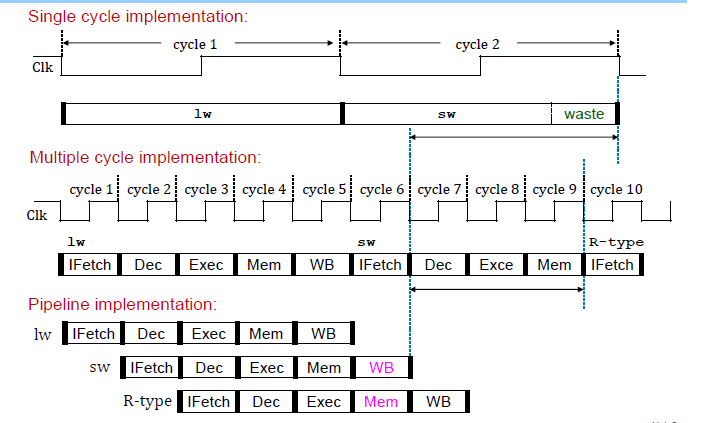 Single cycle implementation:
cycle 1 cycle 2
Clk
lw sw waste
Multiple cycle implementation:
cycle 1 cycle 2 cycle 3 cycle 4 cycle 5 cycle 6 cycle 7 cycle 8 cycle 9 cycle 10
Clk
lw sw R-type
IFetch Dec Exec Mem WB IFetch Dec Exce Mem IFetch
Pipeline implementation:
lw IFetch Dec Exec Mem WB
sw IFetch Dec Exec Mem WB
R-type IFetch Dec Exec Mem WB